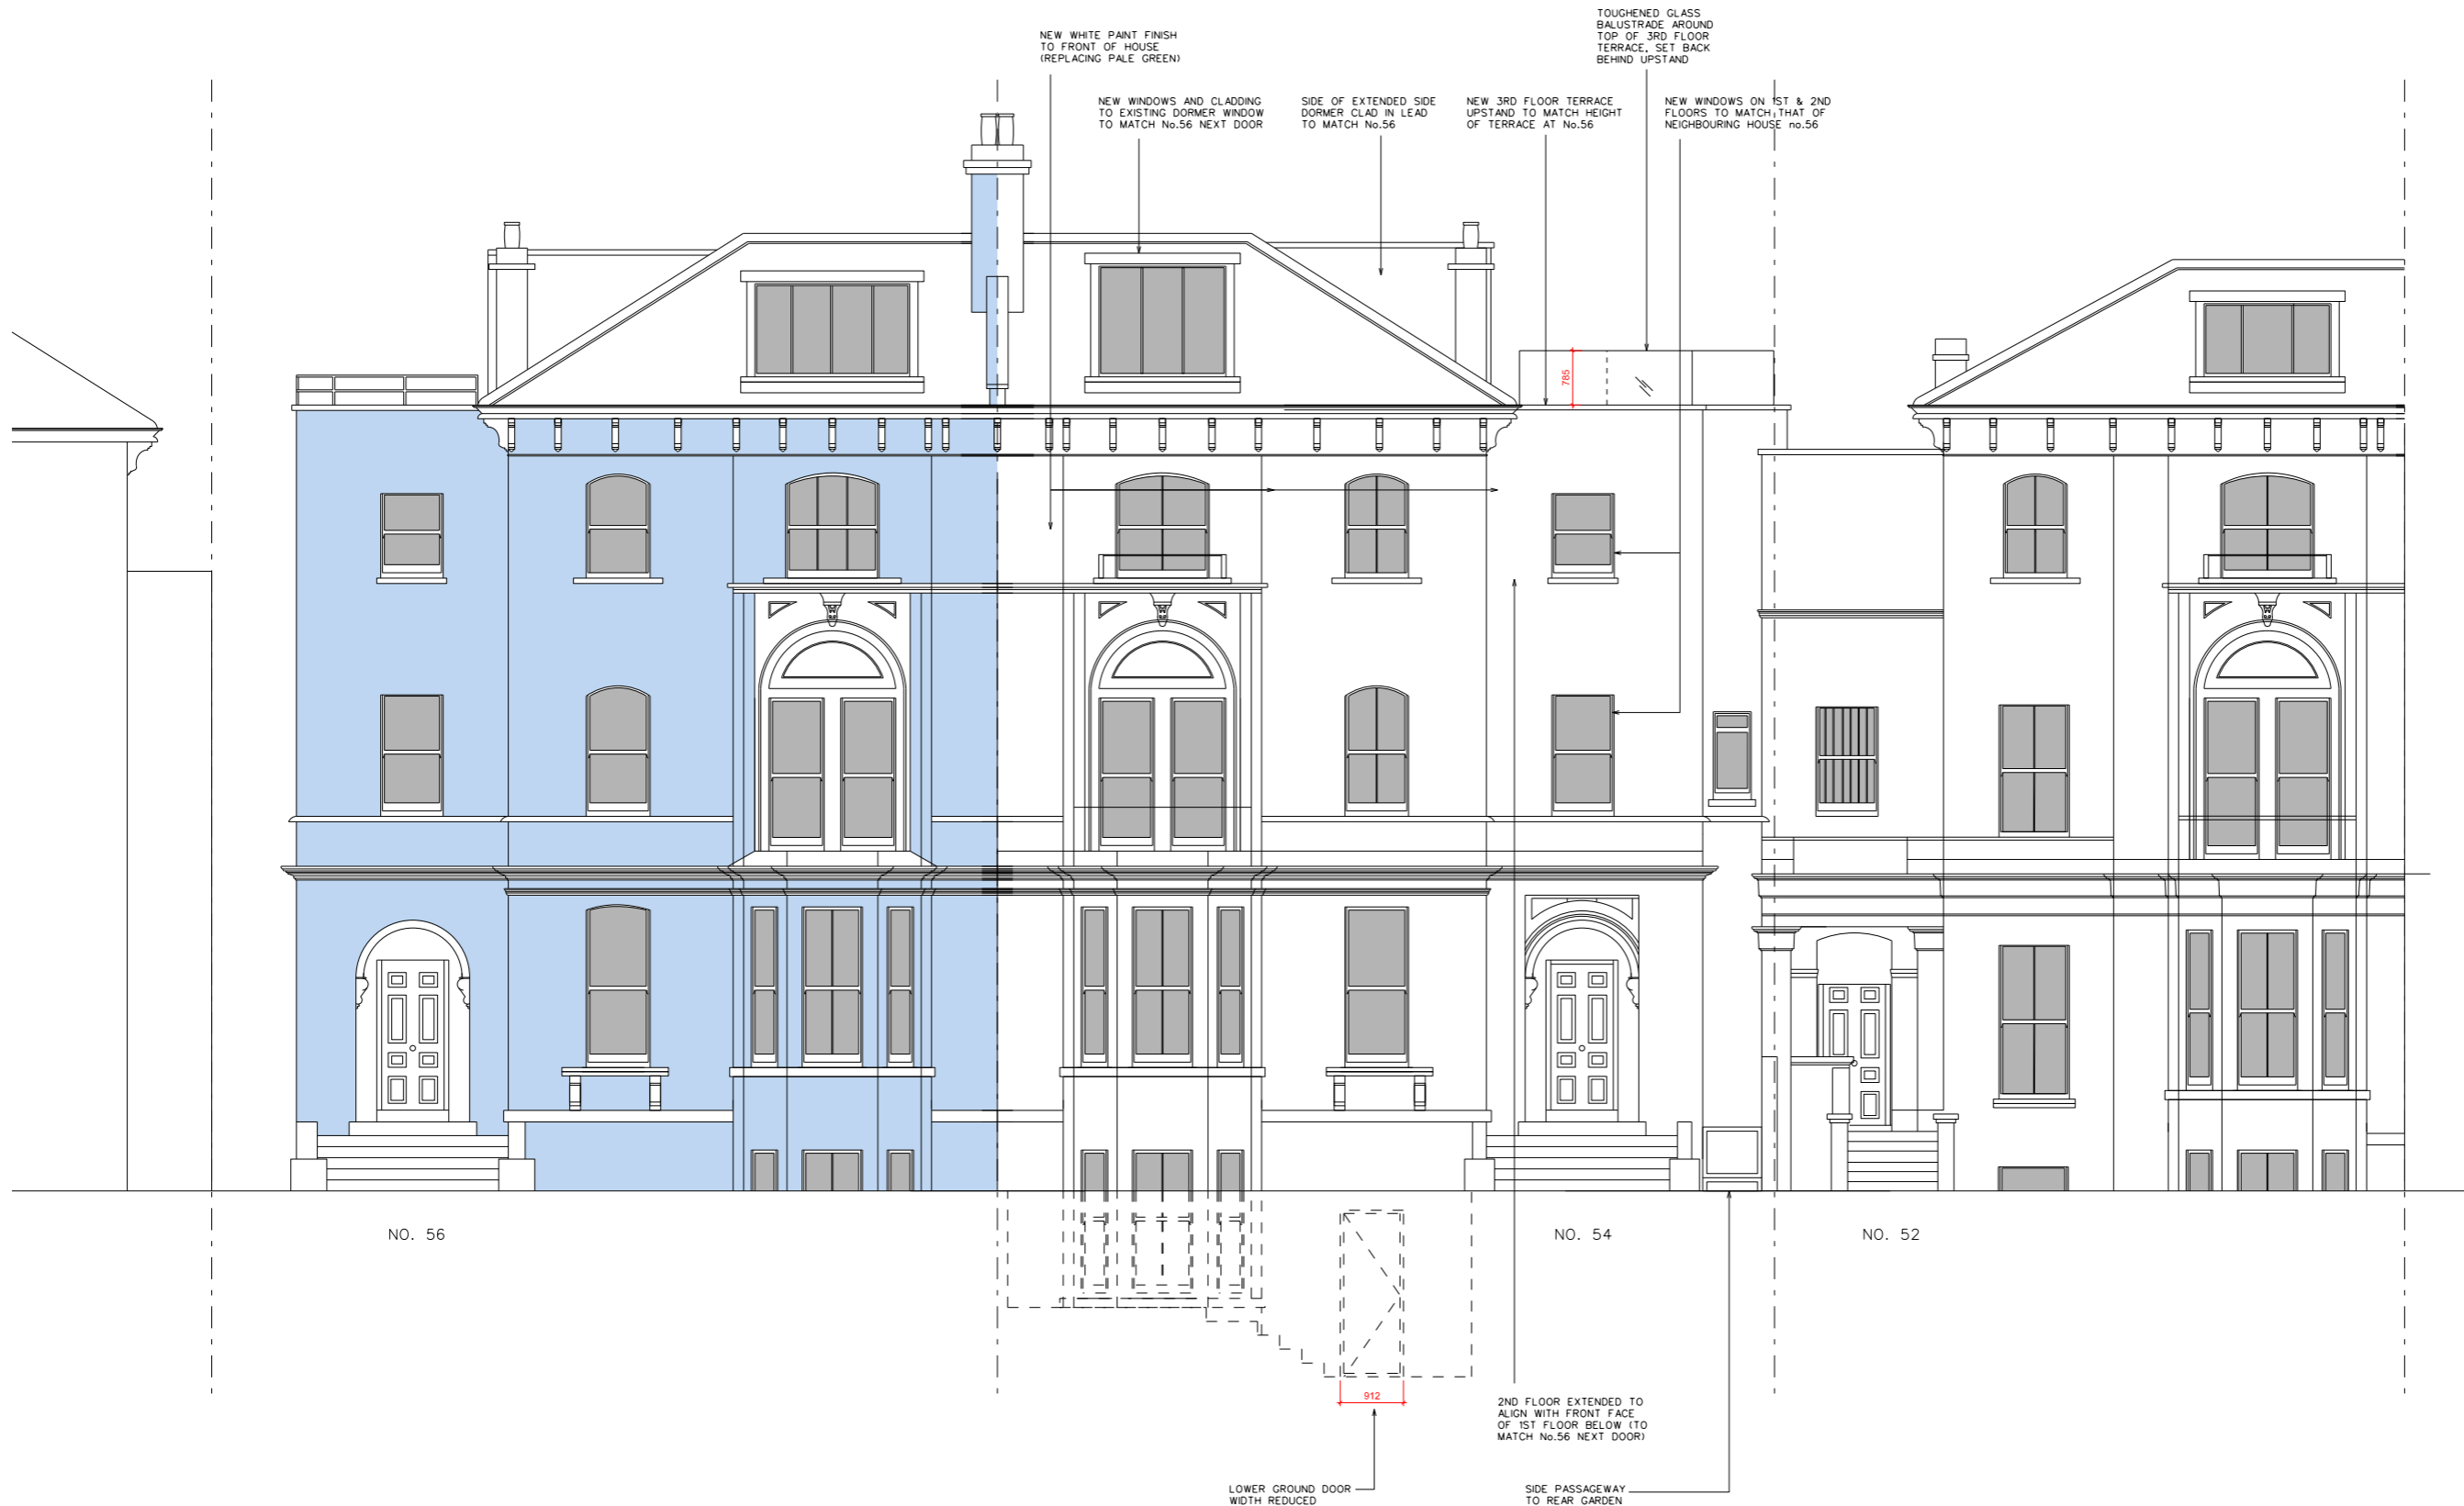 TOUGHENED GLASS
BALUSTRADE AROUND
TOP OF 3RD FLOOR
TERRACE, SET BACK
BEHIND UPSTAND
NEW WHITE PAINT FINISH
TO FRONT OF HOUSE
(REPLACING PALE GREEN)
NEW WINDOWS AND CLADDING
TO EXISTING DORMER WINDOW
TO MATCH No.56 NEXT DOOR
SIDE OF EXTENDED SIDE
DORMER CLAD IN LEAD
TO MATCH No.56
NEW 3RD FLOOR TERRACE
UPSTAND TO MATCH HEIGHT
OF TERRACE AT No.56
NEW WINDOWS ON 1ST & 2ND
FLOORS TO MATCH THAT OF
NEIGHBOURING HOUSE no.56
785
NO. 56
NO. 54
NO. 52
912
2ND FLOOR EXTENDED TO
ALIGN WITH FRONT FACE
OF 1ST FLOOR BELOW (TO
MATCH No.56 NEXT DOOR)
LOWER GROUND DOOR
WIDTH REDUCED
SIDE PASSAGEWAY
TO REAR GARDEN